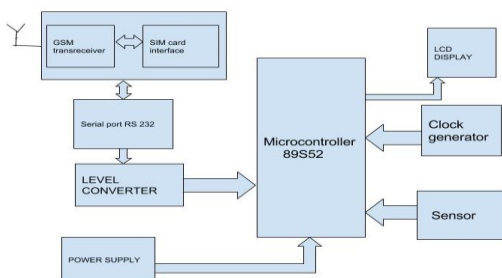 GSM
transreceiver
SIM card
interface
Serial port RS 232
LEVEL
CONVERTER
POWER SUPPLY
Microcontroller
89S52
LCD
DISPLAY
Clock
generator
Sensor